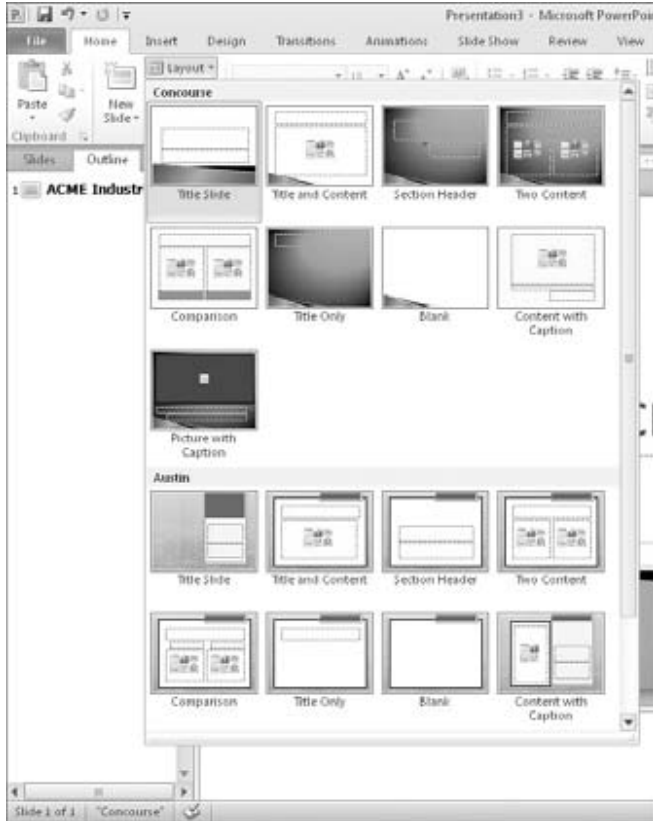 Presentation3 - Microsoft PowerPoi
File Home Insert Design Transitions Animations Slide Show Review View
Layout
Paste
New
Slide
Clipboard
Slides Outline
Concourse
Title Slide Title and Content Section Header Two Content
1 ACME Industr
Comparison Title Only Blank Content with
Caption
Picture with
Caption
Austin
Title Slide Title and Content Section Header Two Content
Comparison Title Only Blank Content with
Caption
Slide 1 of 1 "Concourse"